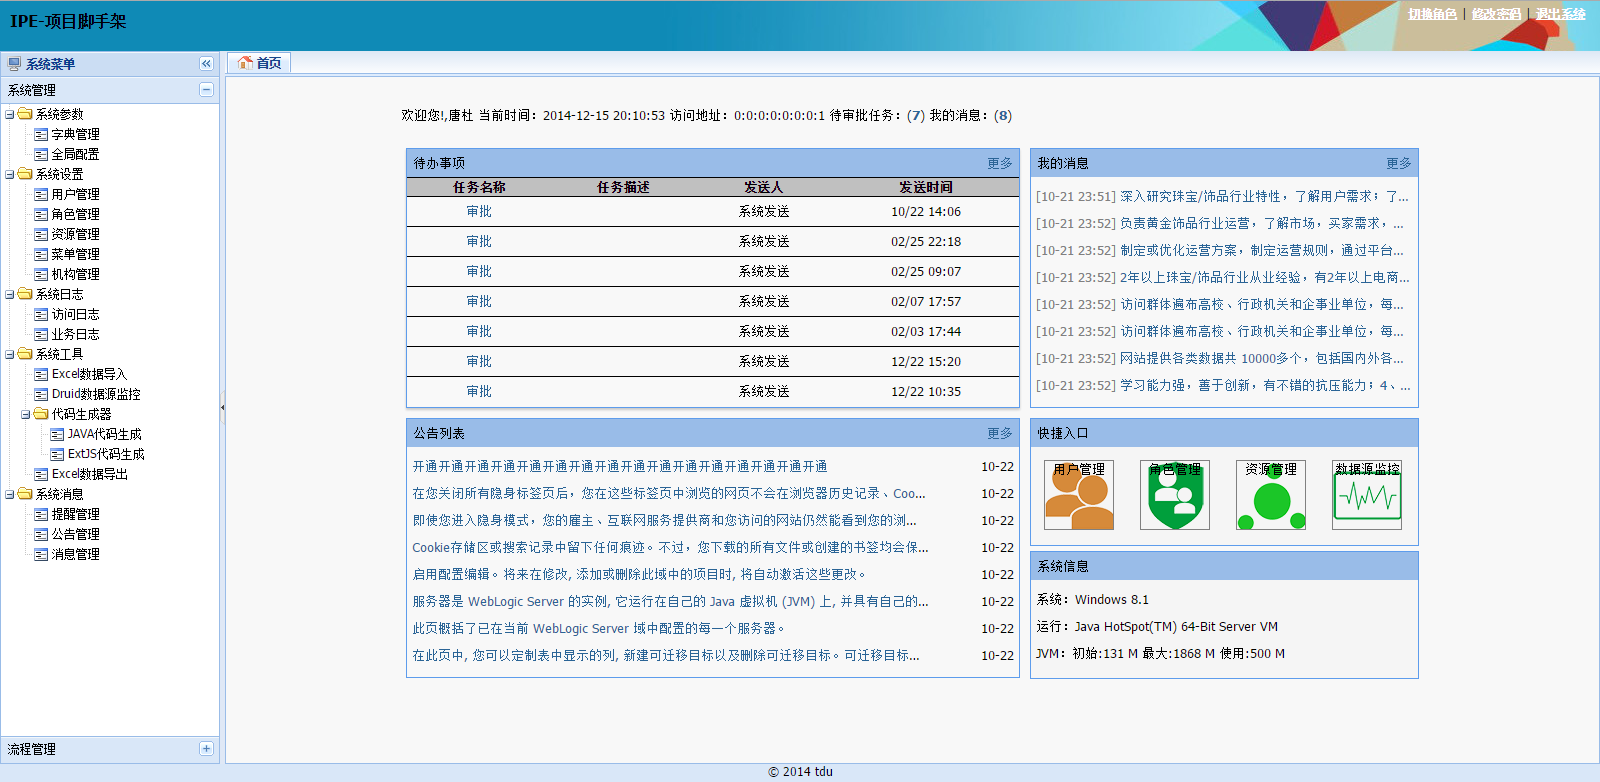 IPE-项目脚手架
切换角色 | 修改密码 | 退出系统
系统菜单
首页
系统管理
系统参数
字典管理
全局配置
系统设置
用户管理
角色管理
资源管理
菜单管理
机构管理
系统日志
访问日志
业务日志
系统工具
Excel数据导入
Druid数据源监控
代码生成器
JAVA代码生成
ExtJS代码生成
Excel数据导出
系统消息
提醒管理
公告管理
消息管理
流程管理
欢迎您!,唐杜 当前时间：2014-12-15 20:10:53 访问地址：0:0:0:0:0:0:0:1 待审批任务：(7) 我的消息：(8)
待办事项 更多
任务名称 任务描述 发送人 发送时间
审批 系统发送 10/22 14:06
审批 系统发送 02/25 22:18
审批 系统发送 02/25 09:07
审批 系统发送 02/07 17:57
审批 系统发送 02/03 17:44
审批 系统发送 12/22 15:20
审批 系统发送 12/22 10:35
我的消息 更多
[10-21 23:51] 深入研究珠宝/饰品行业特性，了解用户需求；了...
[10-21 23:52] 负责黄金饰品行业运营，了解市场，买家需求，...
[10-21 23:52] 制定或优化运营方案，制定运营规则，通过平台...
[10-21 23:52] 2年以上珠宝/饰品行业从业经验，有2年以上电商...
[10-21 23:52] 访问群体遍布高校、行政机关和企事业单位，每...
[10-21 23:52] 访问群体遍布高校、行政机关和企事业单位，每...
[10-21 23:52] 网站提供各类数据共 10000多个，包括国内外各...
[10-21 23:52] 学习能力强，善于创新，有不错的抗压能力；4、...
公告列表 更多
开通开通开通开通开通开通开通开通开通开通开通开通开通开通开通开通 10-22
在您关闭所有隐身标签页后，您在这些标签页中浏览的网页不会在浏览器历史记录、Coo... 10-22
即使您进入隐身模式，您的雇主、互联网服务提供商和您访问的网站仍然能看到您的浏... 10-22
Cookie存储区或搜索记录中留下任何痕迹。不过，您下载的所有文件或创建的书签均会保... 10-22
启用配置编辑。将来在修改, 添加或删除此域中的项目时, 将自动激活这些更改。 10-22
服务器是 WebLogic Server 的实例, 它运行在自己的 Java 虚拟机 (JVM) 上, 并具有自己的... 10-22
此页概括了已在当前 WebLogic Server 域中配置的每一个服务器。 10-22
在此页中, 您可以定制表中显示的列, 新建可迁移目标以及删除可迁移目标。可迁移目标... 10-22
快捷入口
用户管理 角色管理 资源管理 数据源监控
系统信息
系统：Windows 8.1
运行：Java HotSpot(TM) 64-Bit Server VM
JVM：初始:131 M 最大:1868 M 使用:500 M
© 2014 tdu